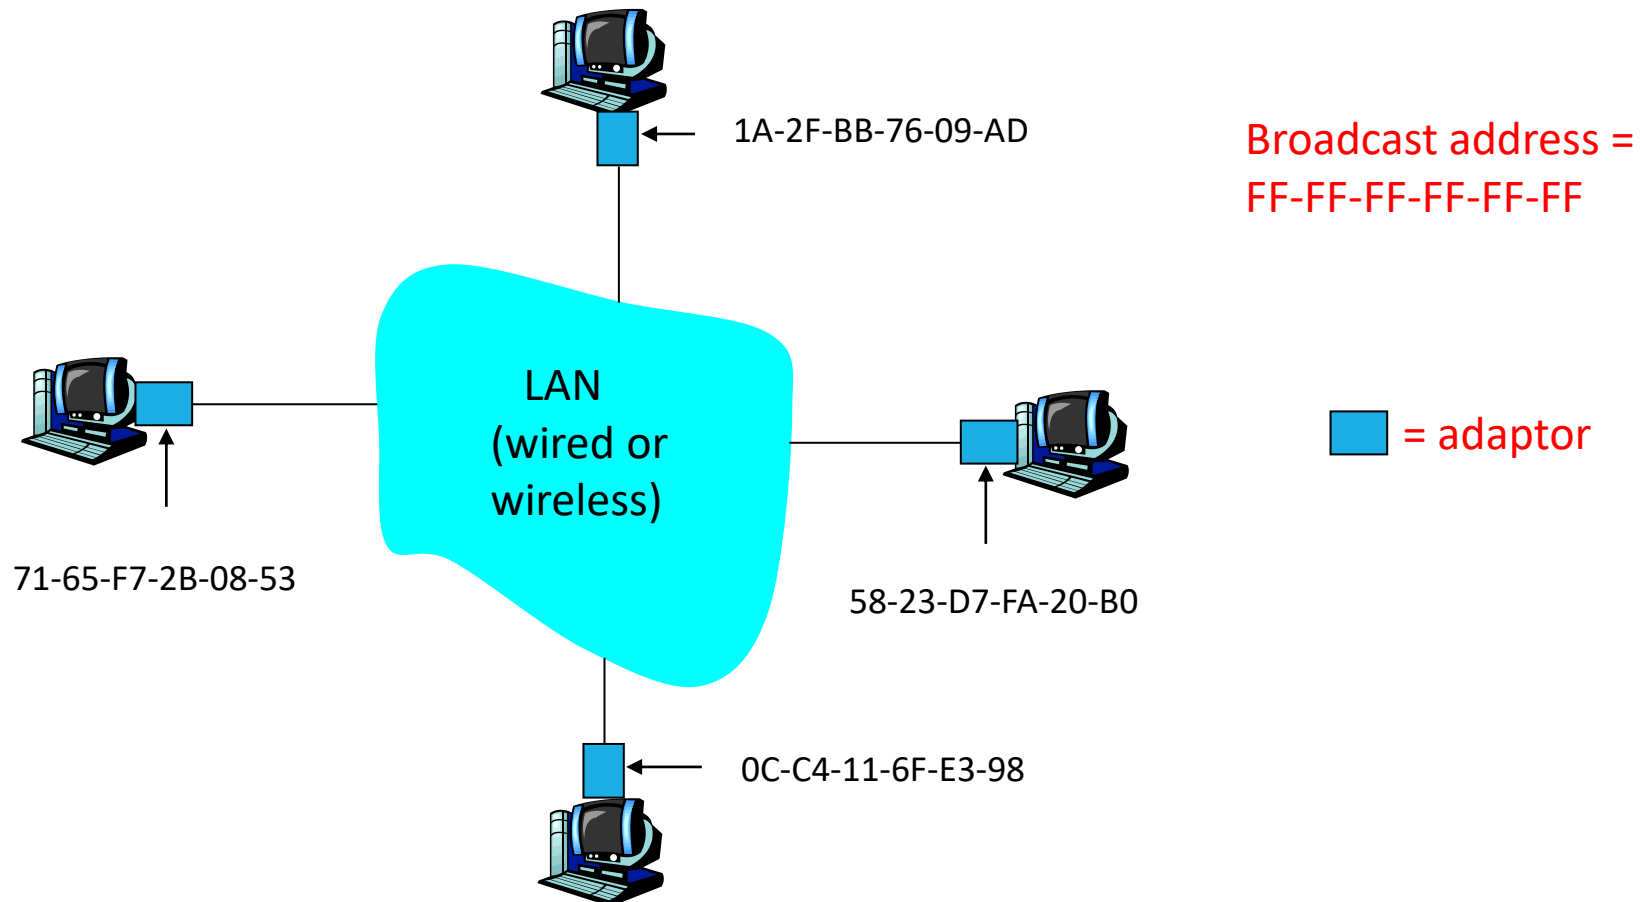 1A-2F-BB-76-09-AD
Broadcast address =
FF-FF-FF-FF-FF-FF
LAN
(wired or
wireless)
= adaptor
71-65-F7-2B-08-53
58-23-D7-FA-20-B0
0C-C4-11-6F-E3-98